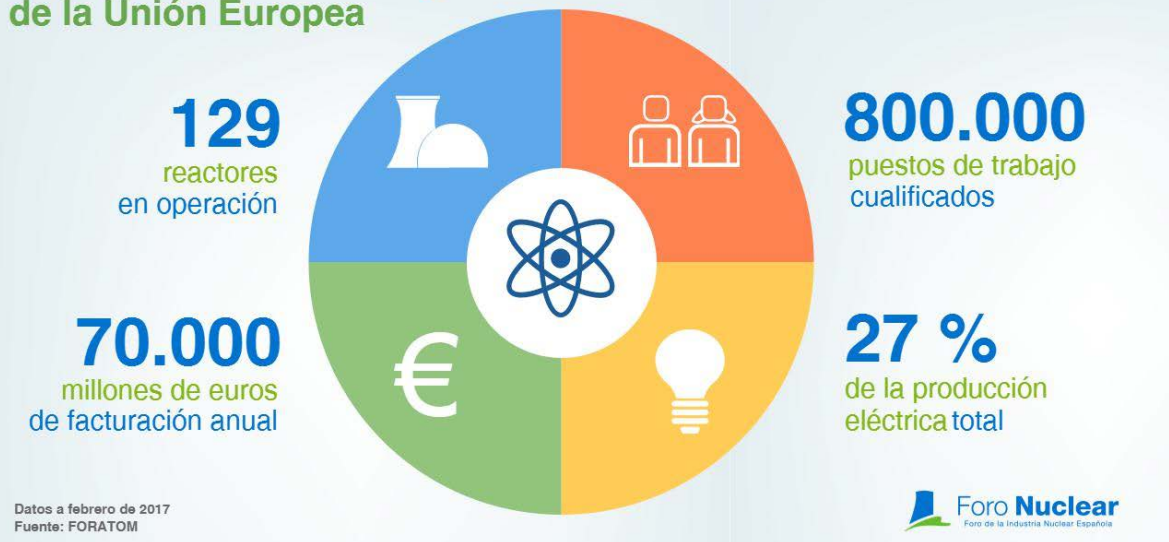 de la Unión Europea
129
reactores
en operación
800.000
puestos de trabajo
cualificados
70.000
millones de euros
de facturación anual
€
27 %
de la producción
eléctrica total
Datos a febrero de 2017
Fuente: FORATOM
Foro Nuclear
Foro de la Industria Nuclear Española